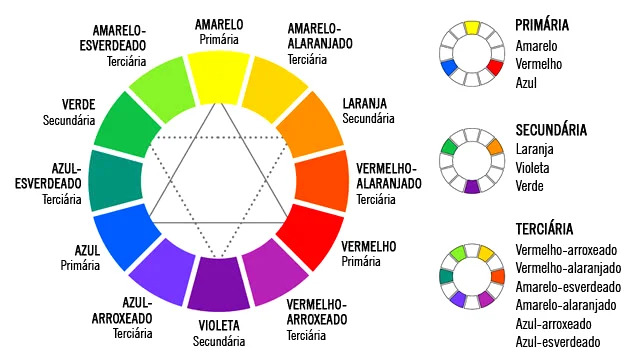 AMARELO
Primária
AMARELO-
ALARANJADO
Terciária
LARANJA
Secundária
VERMELHO-
ALARANJADO
Terciária
VERMELHO
Primária
VERMELHO-
ARROXEADO
Terciária
VIOLETA
Secundária
AZUL-
ARROXEADO
Terciária
AZUL
Primária
AZUL-
ESVERDEADO
Terciária
VERDE
Secundária
AMARELO-
ESVERDEADO
Terciária
PRIMÁRIA
Amarelo
Vermelho
Azul
SECUNDÁRIA
Laranja
Violeta
Verde
TERCIÁRIA
Vermelho-arroxeado
Vermelho-alaranjado
Amarelo-esverdeado
Amarelo-alaranjado
Azul-arroxeado
Azul-esverdeado